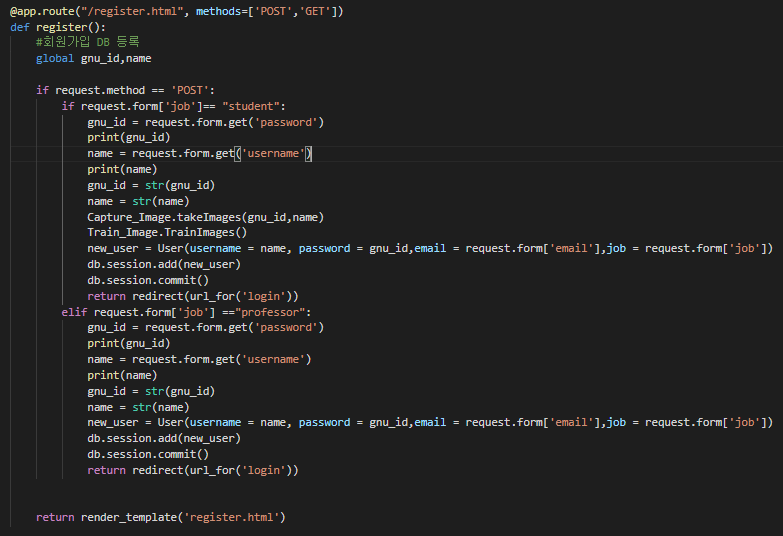 @app.route("/register.html", methods=['POST','GET'])
def register():
#회원가입 DB 등록
global gnu_id,name
if request.method == 'POST':
if request.form['job']== "student":
gnu_id = request.form.get('password')
print(gnu_id)
name = request.form.get('username')
print(name)
gnu_id = str(gnu_id)
name = str(name)
Capture_Image.takeImages(gnu_id,name)
Train_Image.TrainImages()
new_user = User(username = name, password = gnu_id,email = request.form['email'],job = request.form['job'])
db.session.add(new_user)
db.session.commit()
return redirect(url_for('login'))
elif request.form['job'] =="professor":
gnu_id = request.form.get('password')
print(gnu_id)
name = request.form.get('username')
print(name)
gnu_id = str(gnu_id)
name = str(name)
new_user = User(username = name, password = gnu_id,email = request.form['email'],job = request.form['job'])
db.session.add(new_user)
db.session.commit()
return redirect(url_for('login'))
return render_template('register.html')